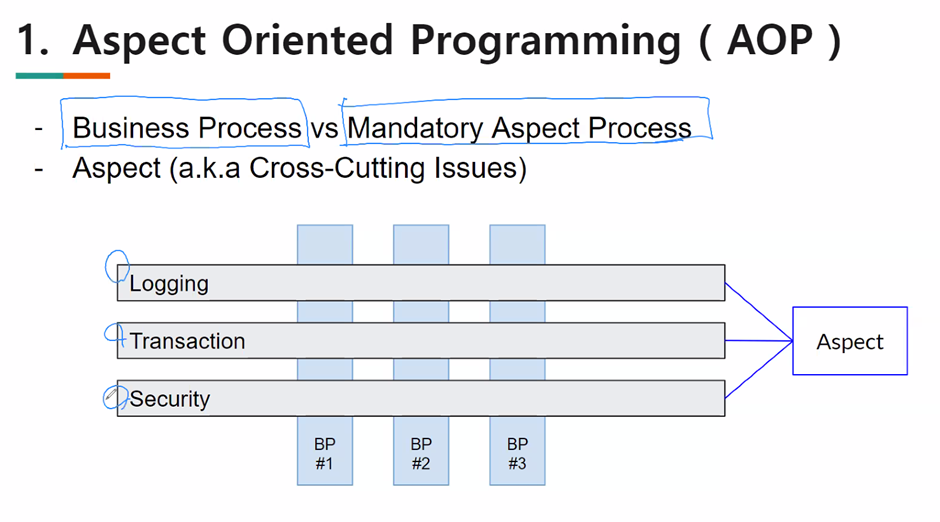 1. Aspect Oriented Programming ( AOP )
- Business Process vs Mandatory Aspect Process
- Aspect (a.k.a Cross-Cutting Issues)
Logging
Transaction
Security
Aspect
BP
#1
BP
#2
BP
#3